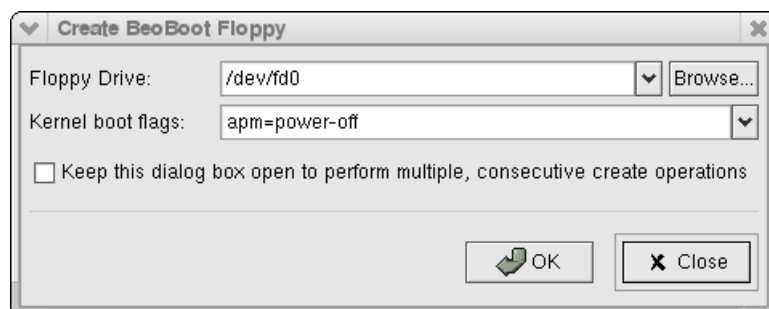 Create BeoBoot Floppy
Floppy Drive: /dev/fd0 Browse...
Kernel boot flags: apm=power-off
Keep this dialog box open to perform multiple, consecutive create operations
OK Close